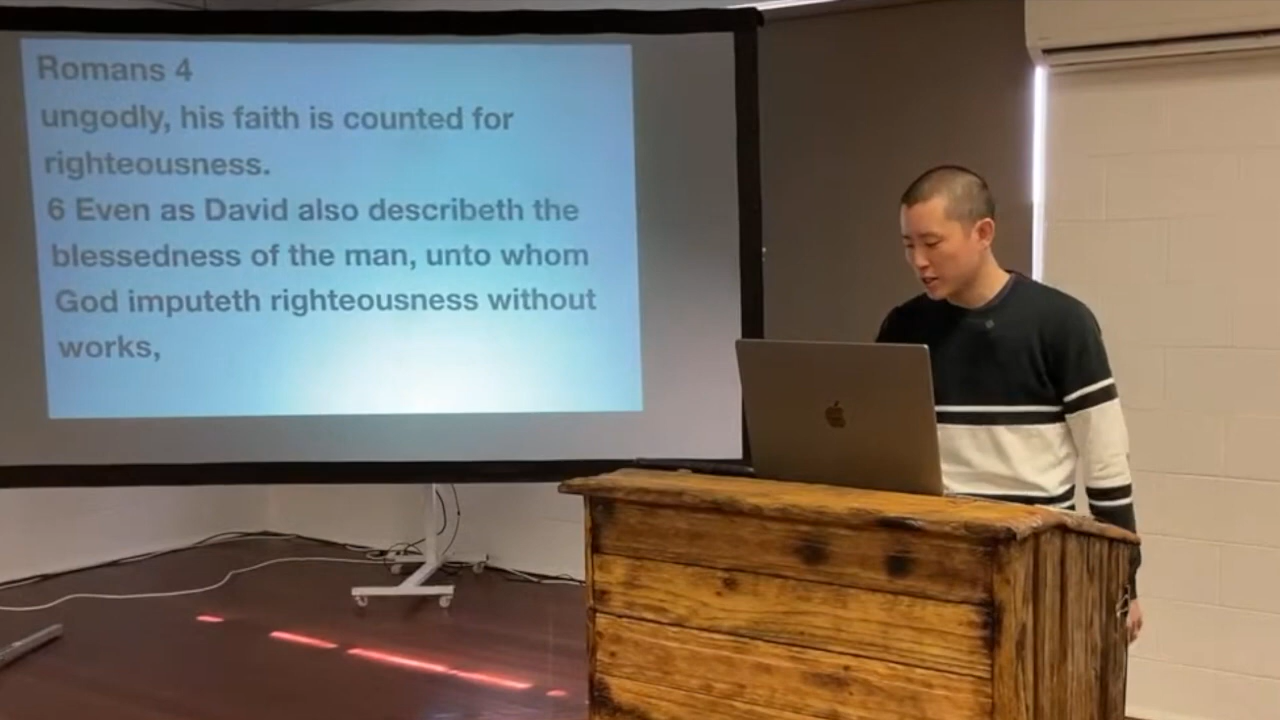 Romans 4
ungodly, his faith is counted for
righteousness.
6 Even as David also describeth the
blessedness of the man, unto whom
God imputeth righteousness without
works,